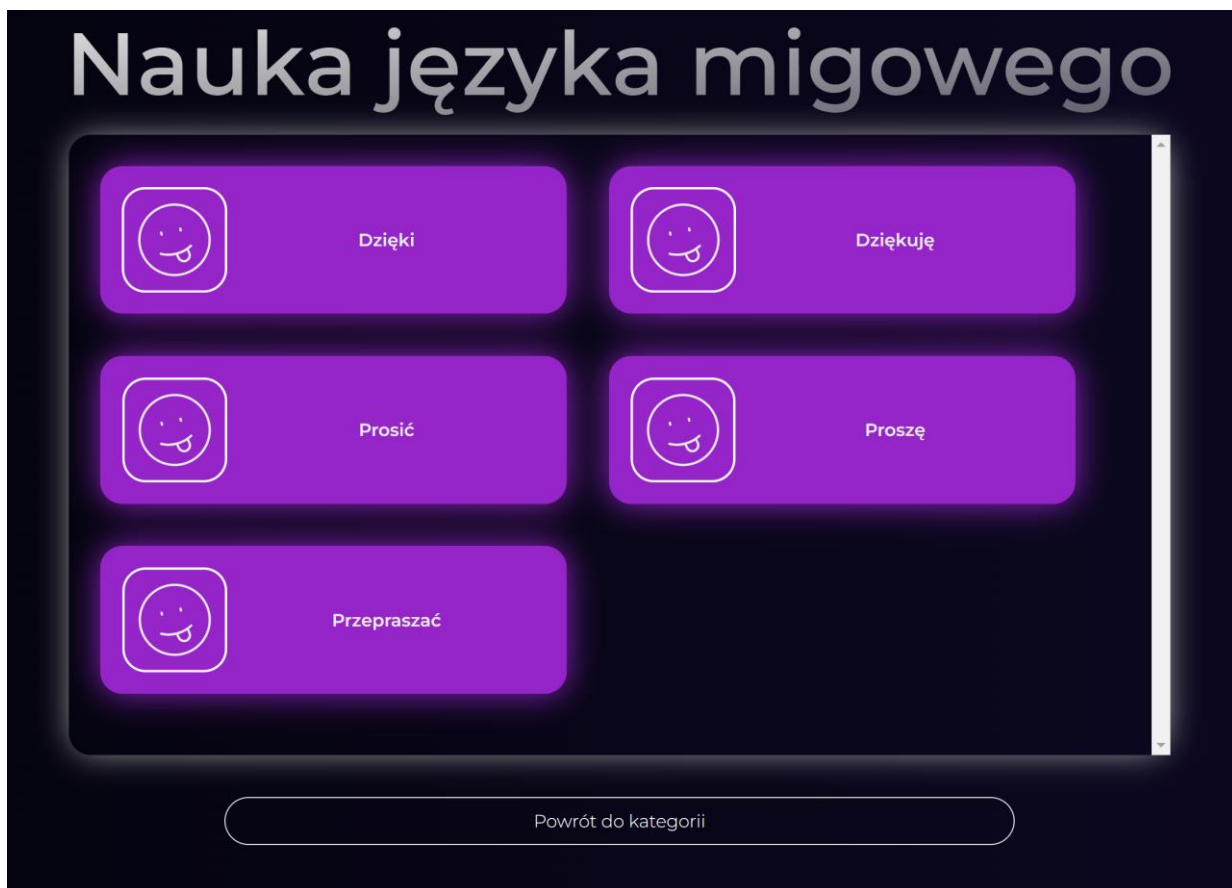 Nauka języka migowego
Dzięki
Dziękuję
Prosić
Proszę
Przepraszać
Powrót do kategorii